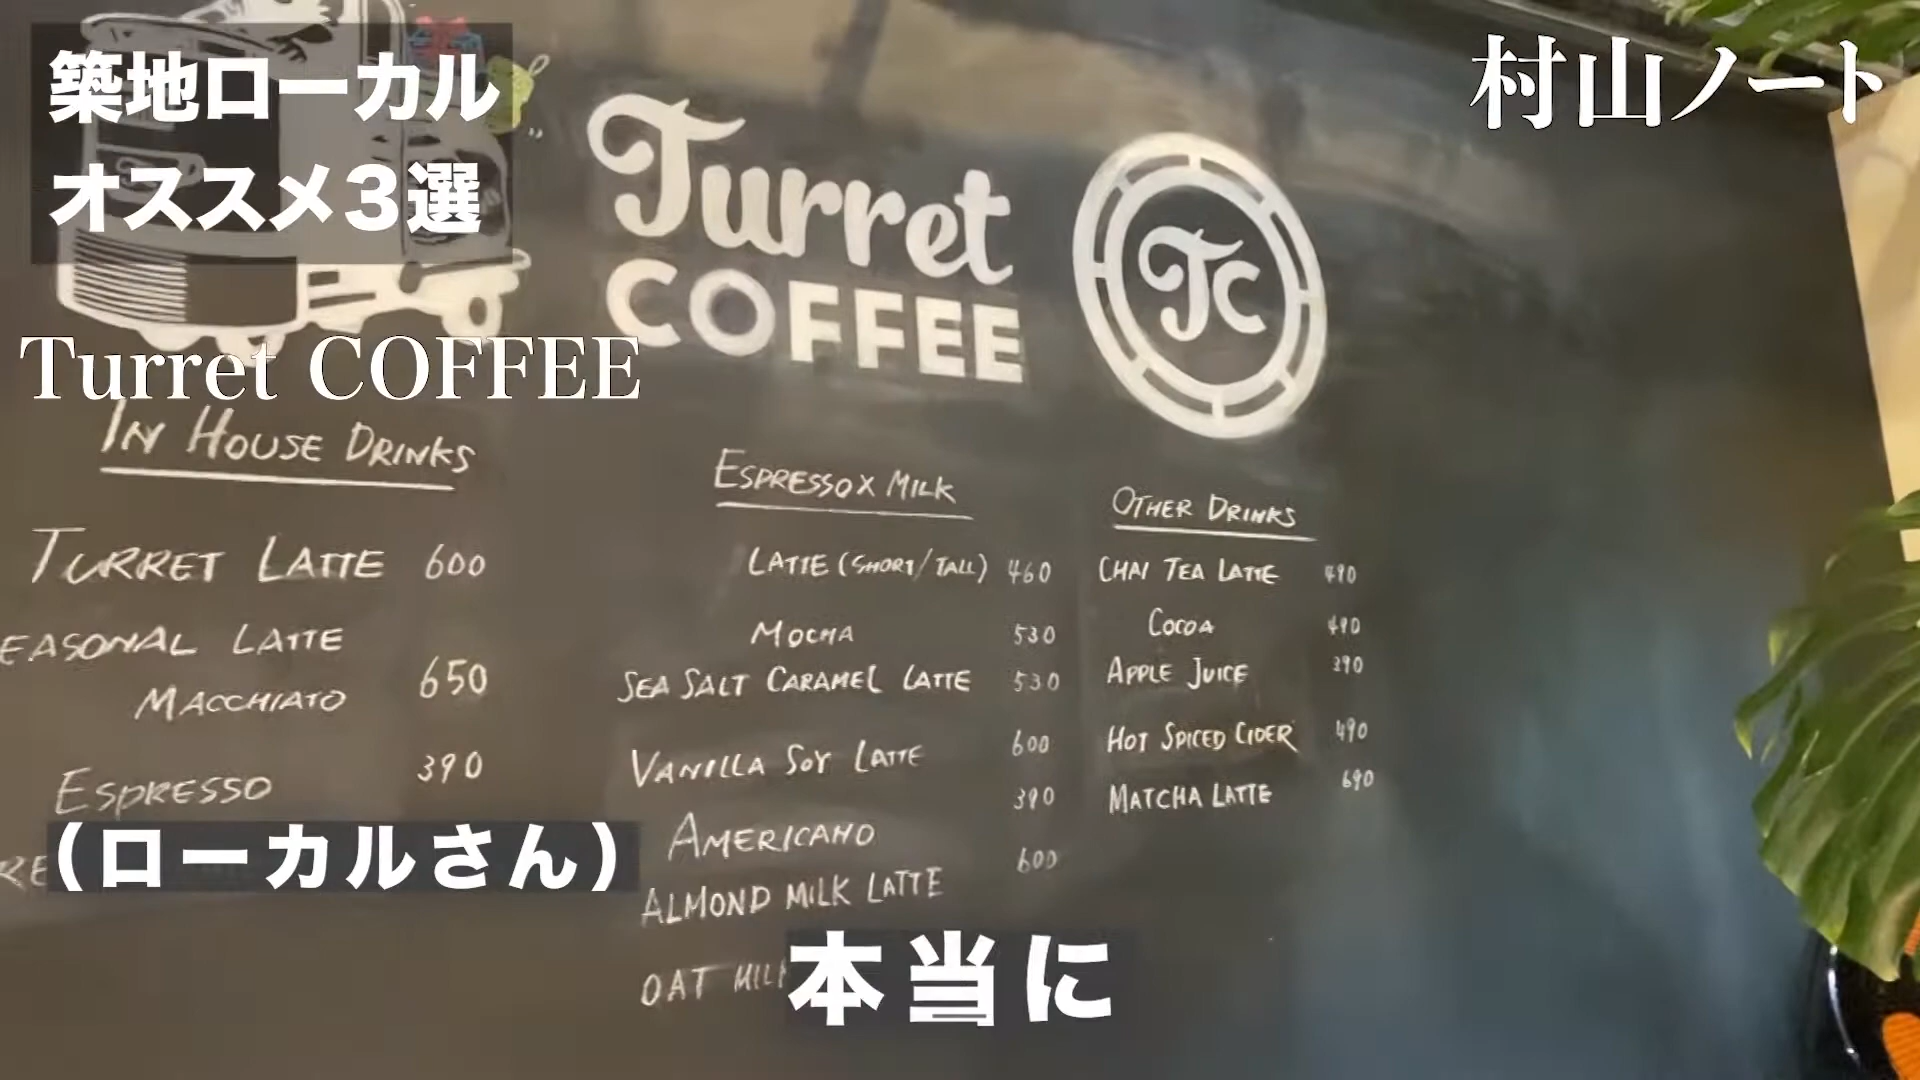 築地ローカル
オススメ3選
村山ノート
Turret
COFFEE
TC
Turret COFFEE
IN HOUSE DRINKS
TURRET LATTE 600
EASONAL LATTE
MACCHIATO 650
ESPRESSO 390
ESPRESSO X MILK
LATTE (SHORT/TALL) 460
MOCHA 530
SEA SALT CARAMEL LATTE 530
VANILLA SOY LATTE 600
AMERICANO 390
ALMOND MILK LATTE 600
OAT
OTHER DRINKS
CHAI TEA LATTE 490
COCOA 490
APPLE JUICE 390
HOT SPICED CIDER 490
MATCHA LATTE 690
（ローカルさん）
本当に